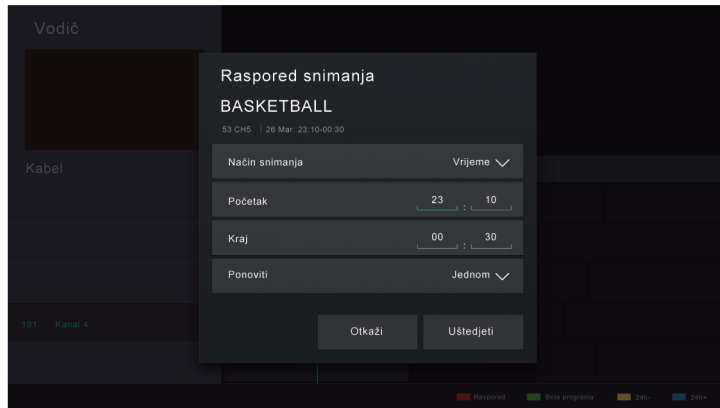 Vodič
Raspored snimanja
BASKETBALL
53 CH5 | 26 Mar. 23:10-00:30
Kabel
Način snimanja Vrijeme
Početak 23 : 10
Kraj 00 : 30
Ponoviti Jednom
101 Kanal 4
Otkaži Uštedjeti
Raspored Boja programa 24h- 24h+